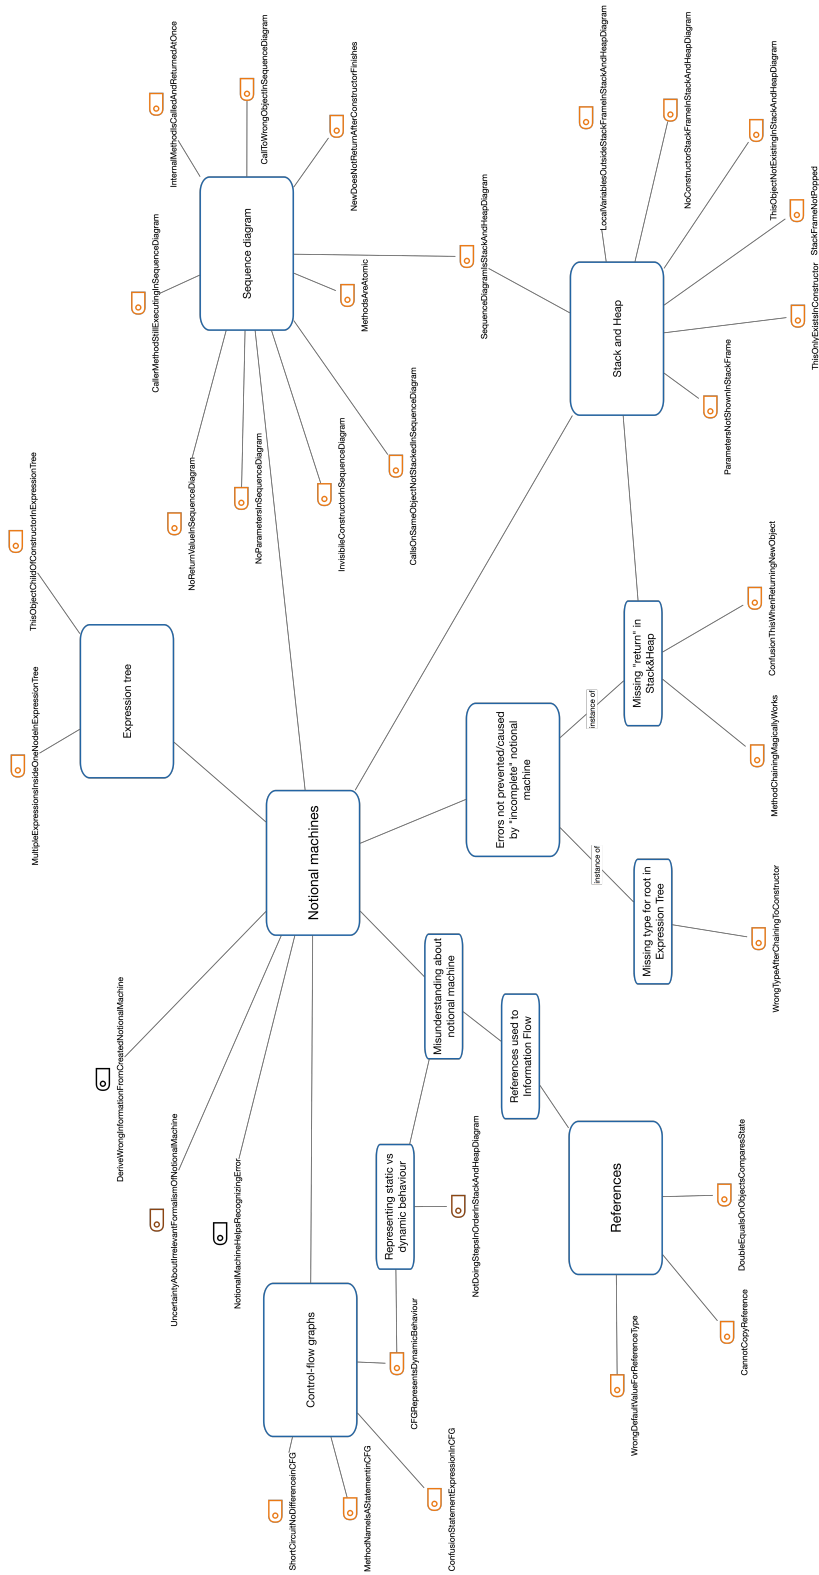 InternalMethodIsCalledAndReturnedAtOnce
CallToWrongObjectInSequenceDiagram
NewDoesNotReturnAfterConstructorFinishes
CallerMethodStillExecutingInSequenceDiagram
Sequence diagram
MethodsAreAtomic
SequenceDiagramIsStackAndHeapDiagram
NoReturnValueInSequenceDiagram
NoParametersInSequenceDiagram
InvisibileConstructorInSequenceDiagram
CallsOnSameObjectNotStackedInSequenceDiagram
LocalVariablesOutsideStackFrameInStackAndHeapDiagram
NoConstructorStackFrameInStackAndHeapDiagram
ThisObjectNotExistingInStackAndHeapDiagram
StackFrameNotPopped
ThisOnlyExistsInConstructor
Stack and Heap
ParametersNotShownInStackFrame
ThisObjectChildOfConstructorInExpressionTree
MultipleExpressionsInsideOneNodeInExpressionTree
Expression tree
Notional machines
Errors not prevented/caused
by "incomplete" notional
machine
instance of
Missing "return" in
Stack&Heap
ConfusionThisWhenReturningNewObject
MethodChainingMagicallyWorks
instance of
Missing type for root in
Expression Tree
WrongTypeAfterChainingToConstructor
DeriveWrongInformationFromCreatedNotionalMachine
UncertaintyAboutIrrelevantFormalismOfNotionalMachine
NotionalMachineHelpsRecognizingError
Misunderstanding about
notional machine
References used to
Information Flow
Representing static vs
dynamic behaviour
NotDoingStepsInOrderInStackAndHeapDiagram
References
DoubleEqualsOnObjectsComparesState
CannotCopyReference
WrongDefaultValueForReferenceType
Control-flow graphs
CFGRepresentsDynamicBehaviour
ShortCircuitNoDifferenceinCFG
MethodNameIsAStatementinCFG
ConfusionStatementExpressionInCFG